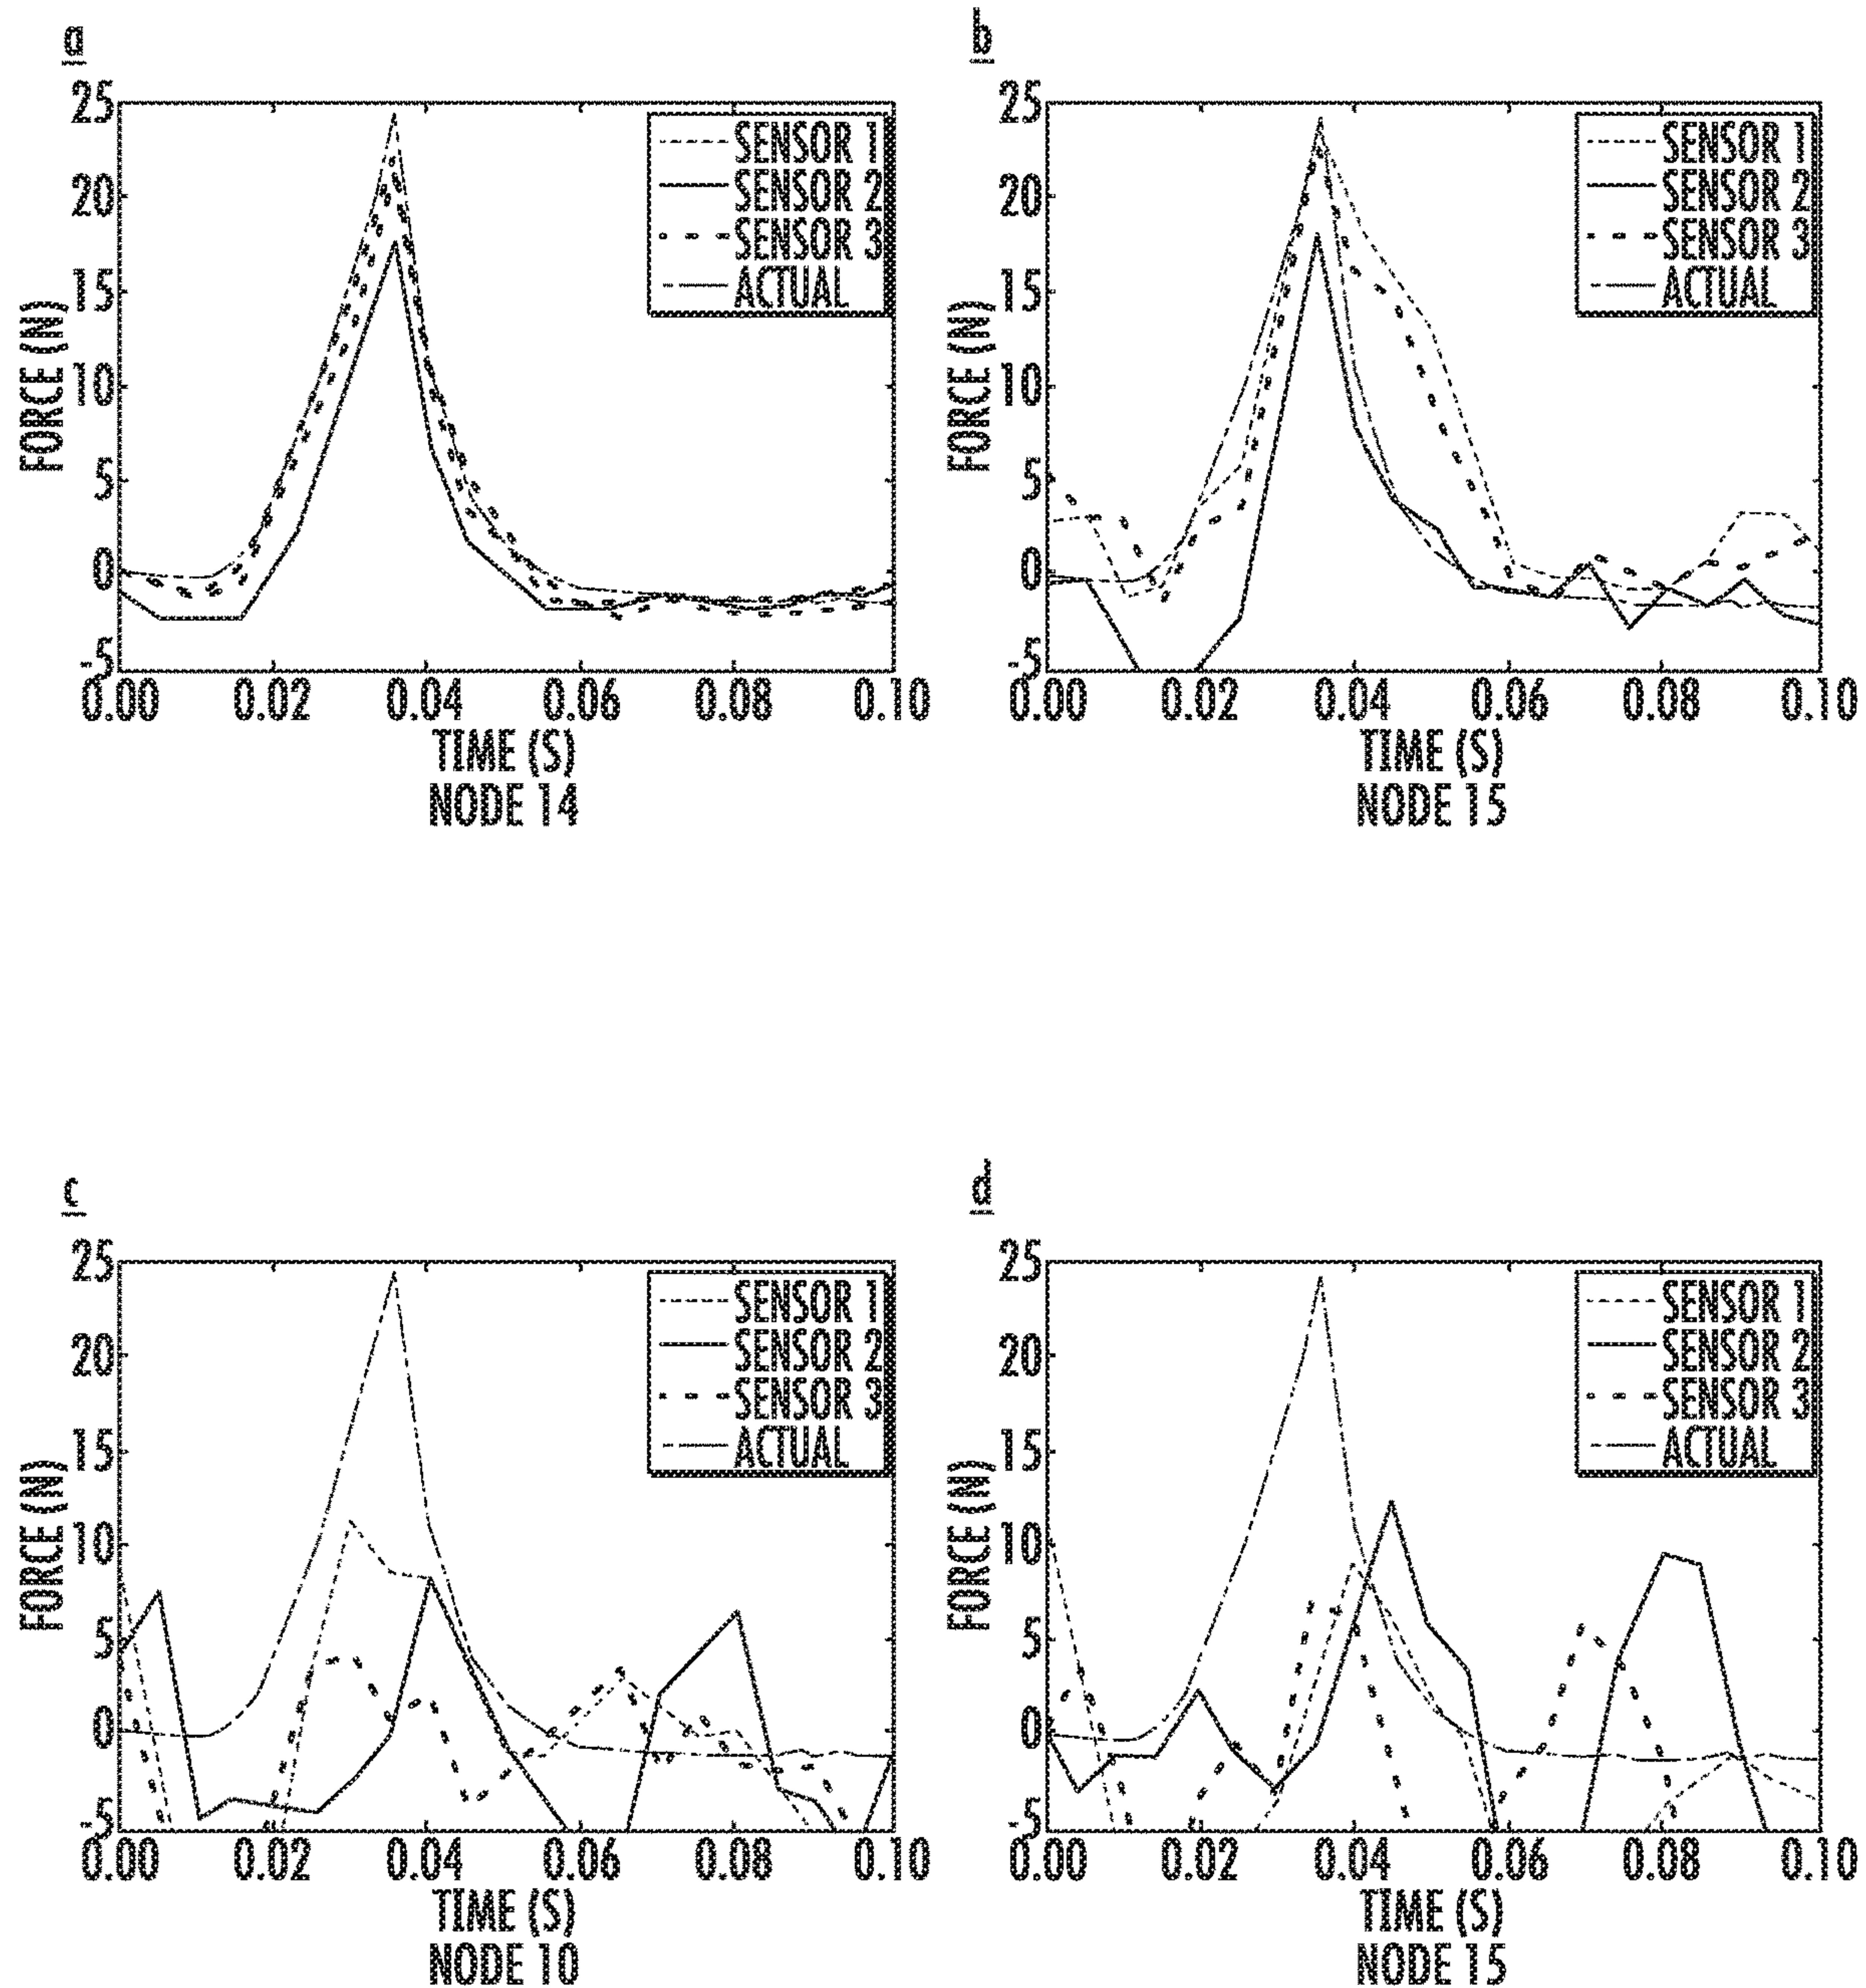 a
25
20
15
10
5
0
-5
FORCE (N)
SENSOR 1
SENSOR 2
SENSOR 3
ACTUAL
0.00 0.02 0.04 0.06 0.08 0.10
TIME (S)
NODE 14
b
25
20
15
10
5
0
-5
FORCE (N)
SENSOR 1
SENSOR 2
SENSOR 3
ACTUAL
0.00 0.02 0.04 0.06 0.08 0.10
TIME (S)
NODE 15
c
25
20
15
10
5
0
-5
FORCE (N)
SENSOR 1
SENSOR 2
SENSOR 3
ACTUAL
0.00 0.02 0.04 0.06 0.08 0.10
TIME (S)
NODE 10
d
25
20
15
10
5
0
-5
FORCE (N)
SENSOR 1
SENSOR 2
SENSOR 3
ACTUAL
0.00 0.02 0.04 0.06 0.08 0.10
TIME (S)
NODE 15